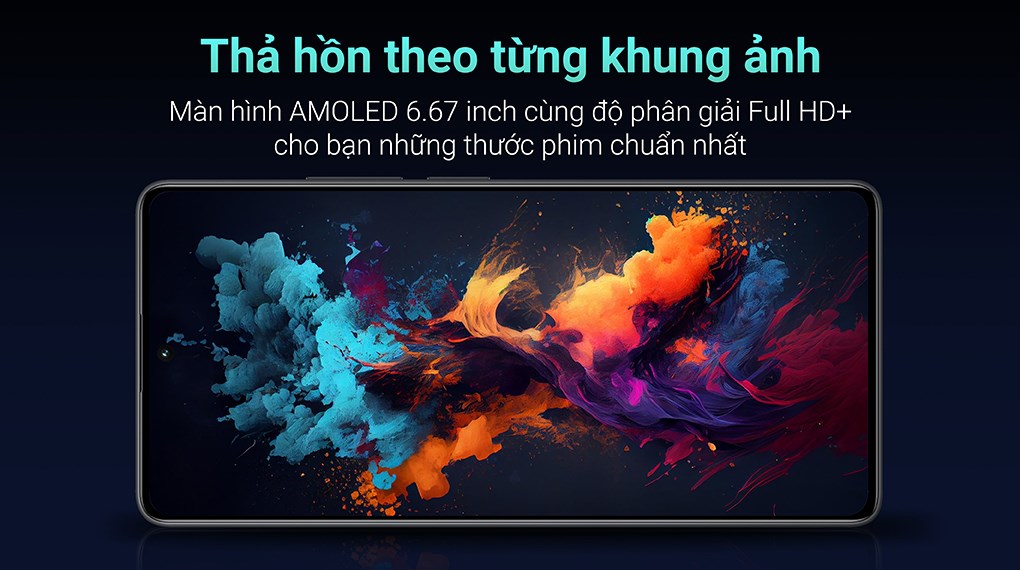 Thả hồn theo từng khung ảnh
Màn hình AMOLED 6.67 inch cùng độ phân giải Full HD+
cho bạn những thước phim chuẩn nhất